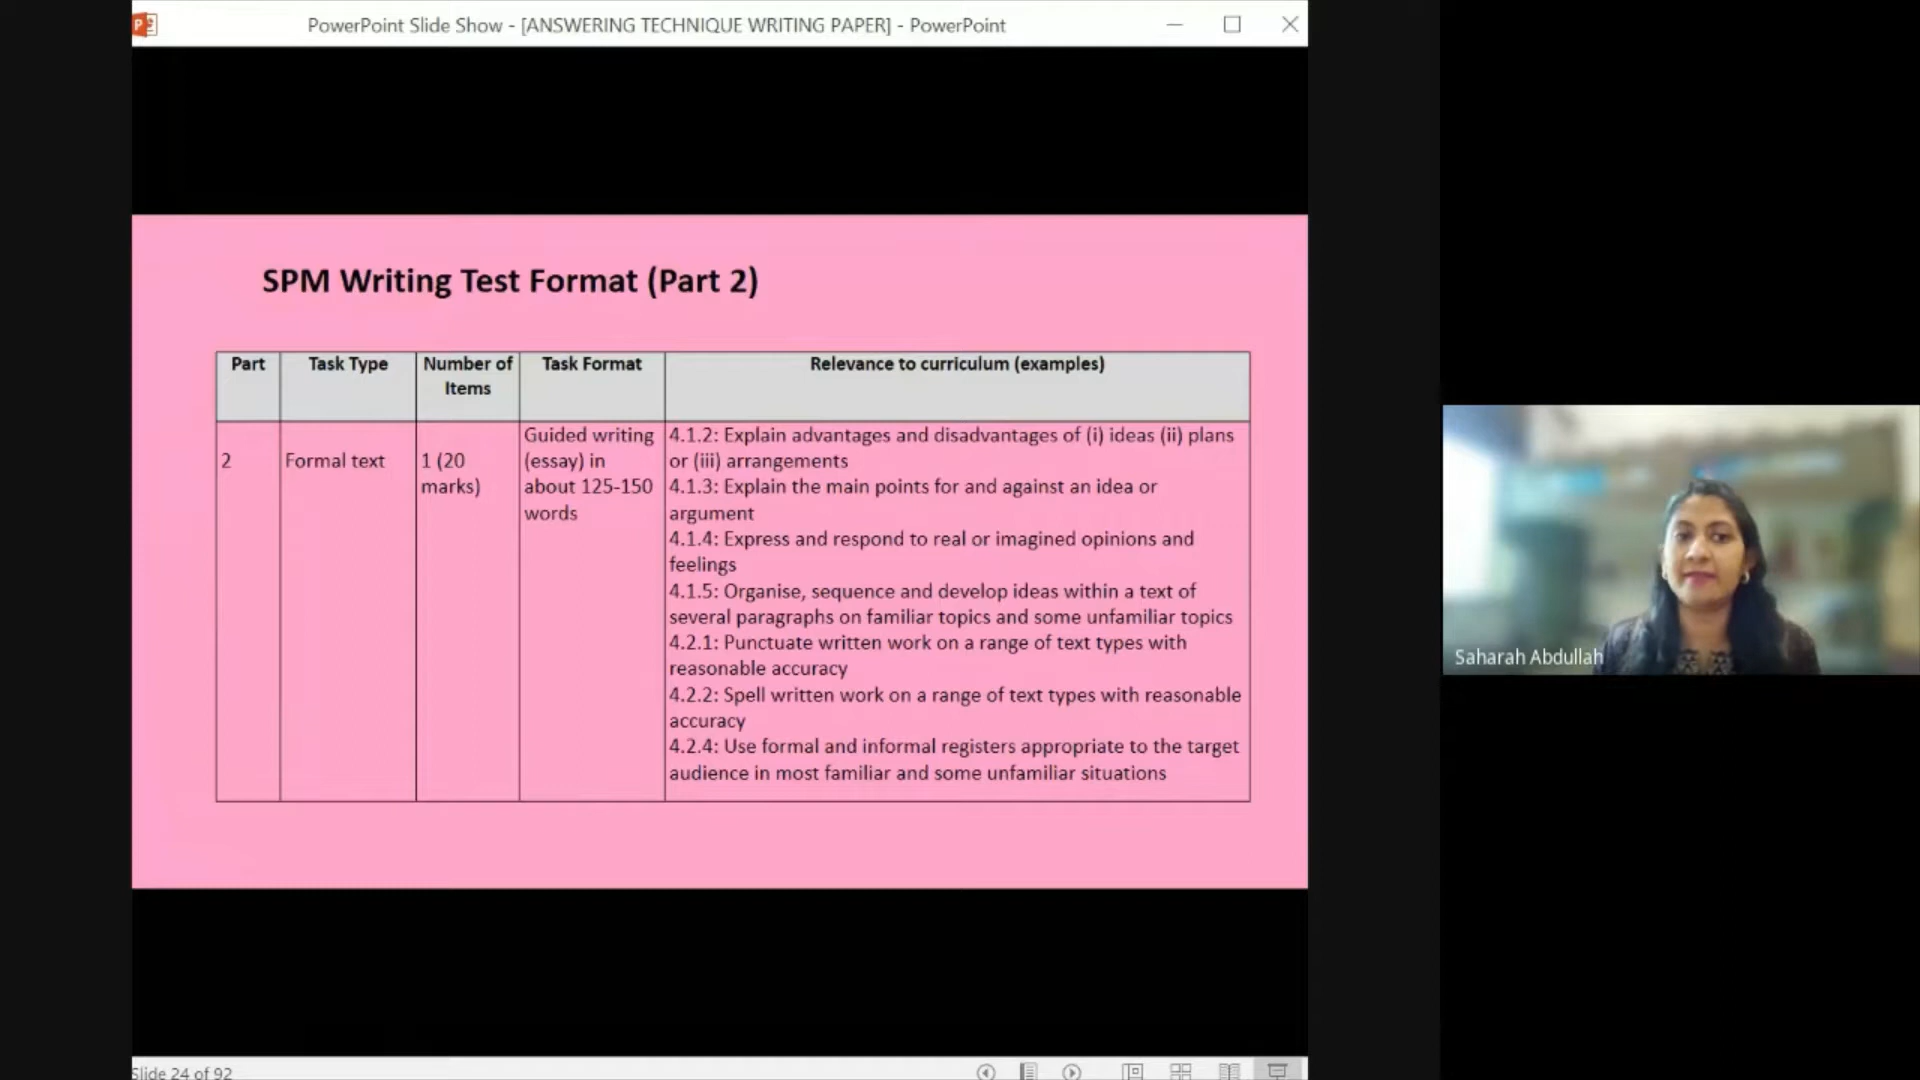 PowerPoint Slide Show - [ANSWERING TECHNIQUE WRITING PAPER] - PowerPoint
SPM Writing Test Format (Part 2)
Part
Task Type
Number of
Items
Task Format
Relevance to curriculum (examples)
2
Formal text
1 (20
marks)
Guided writing
(essay) in
about 125-150
words
4.1.2: Explain advantages and disadvantages of (i) ideas (ii) plans
or (iii) arrangements
4.1.3: Explain the main points for and against an idea or
argument
4.1.4: Express and respond to real or imagined opinions and
feelings
4.1.5: Organise, sequence and develop ideas within a text of
several paragraphs on familiar topics and some unfamiliar topics
4.2.1: Punctuate written work on a range of text types with
reasonable accuracy
4.2.2: Spell written work on a range of text types with reasonable
accuracy
4.2.4: Use formal and informal registers appropriate to the target
audience in most familiar and some unfamiliar situations
Saharah Abdullah
Slide 24 of 92